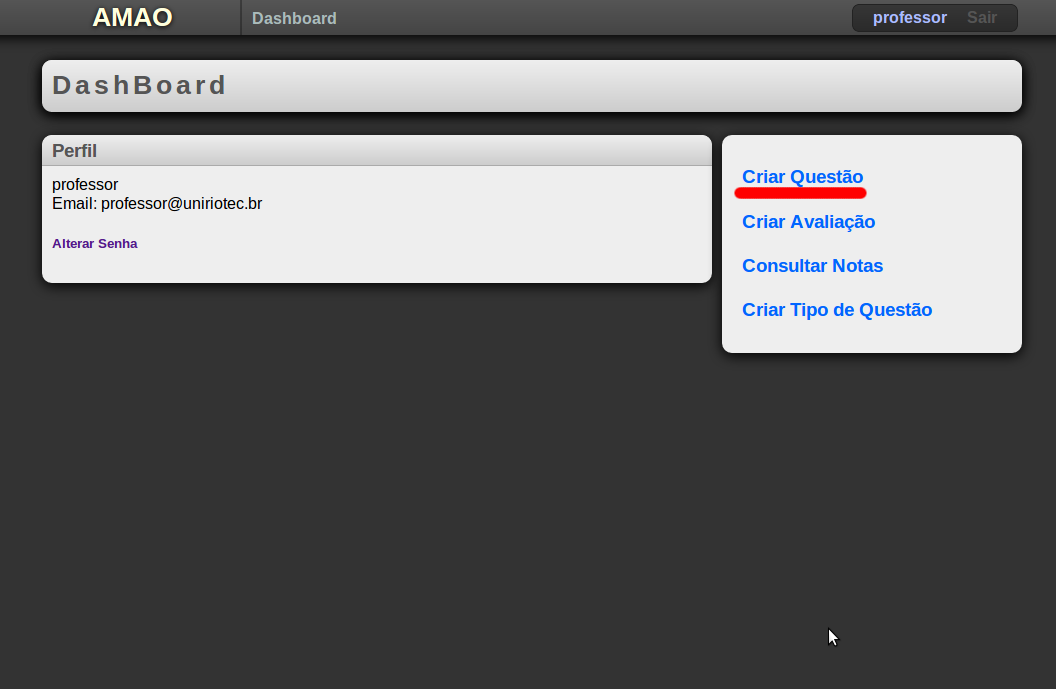 AMAO
Dashboard
professor
Sair
DashBoard
Perfil
professor
Email: professor@uniriotec.br
Alterar Senha
Criar Questão
Criar Avaliação
Consultar Notas
Criar Tipo de Questão